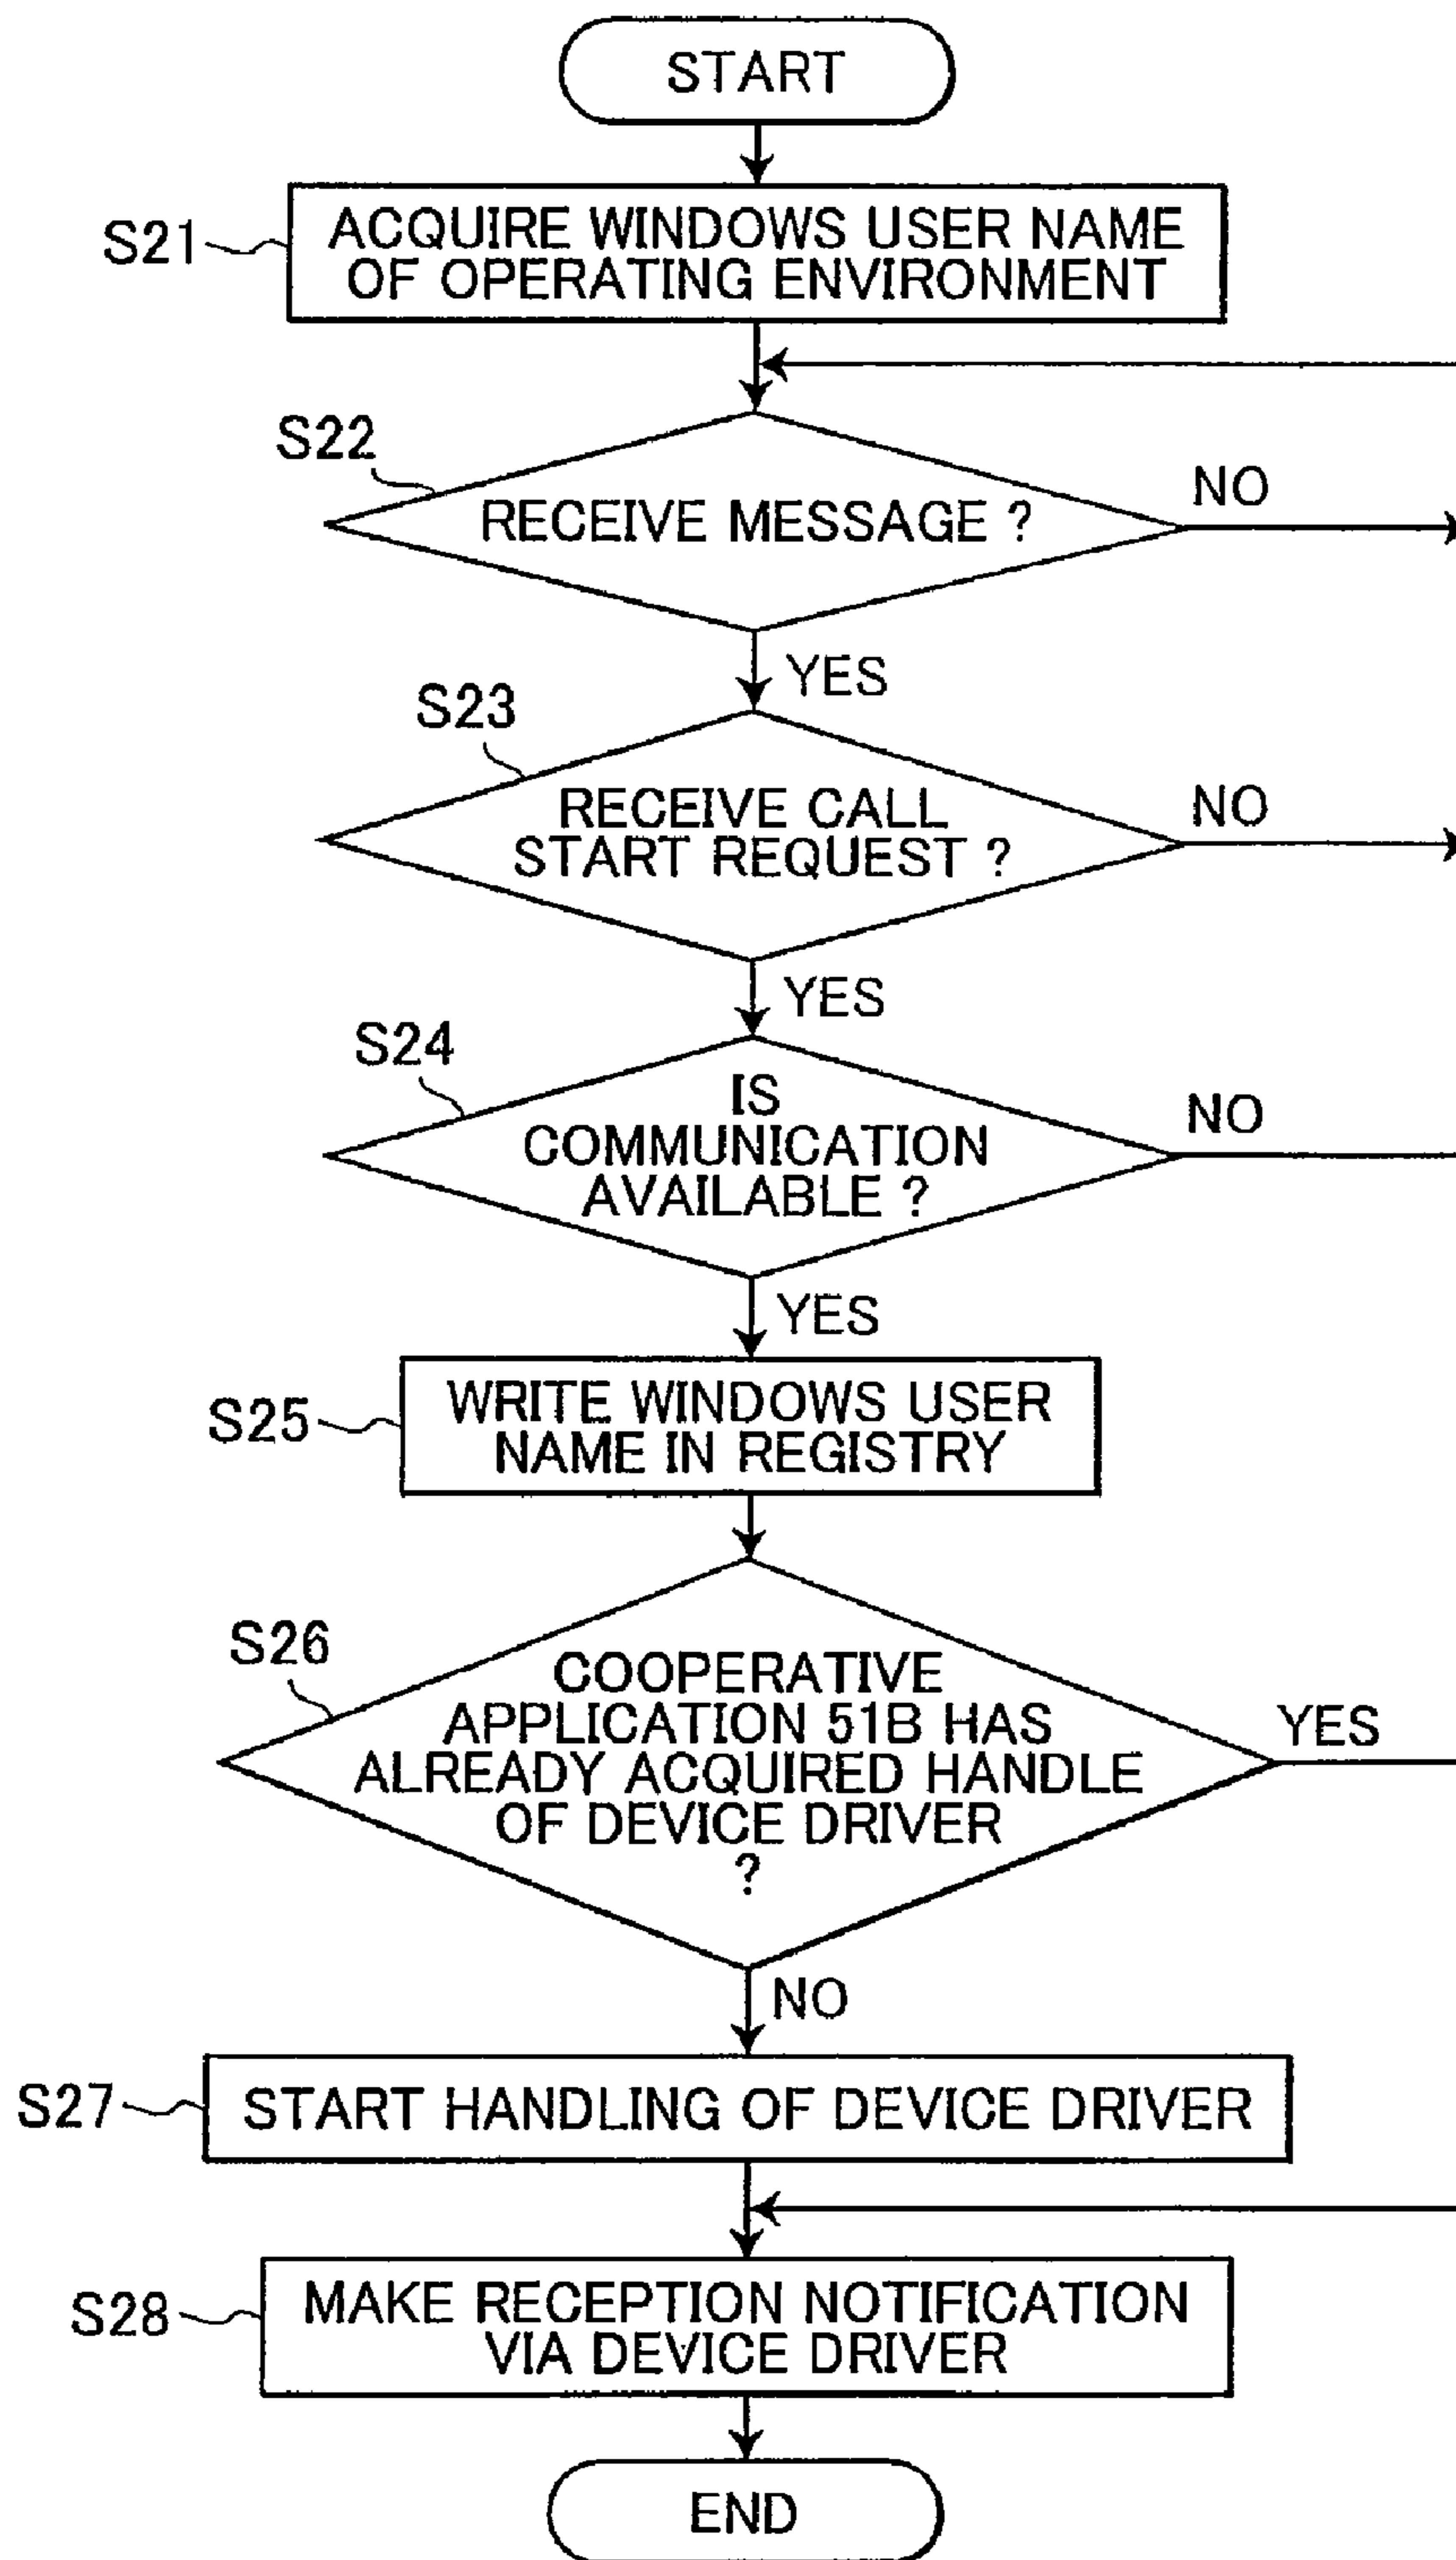 START
S21
ACQUIRE WINDOWS USER NAME
OF OPERATING ENVIRONMENT
S22
RECEIVE MESSAGE ?
NO
YES
S23
RECEIVE CALL
START REQUEST ?
NO
YES
S24
IS
COMMUNICATION
AVAILABLE ?
NO
YES
S25
WRITE WINDOWS USER
NAME IN REGISTRY
S26
COOPERATIVE
APPLICATION 51B HAS
ALREADY ACQUIRED HANDLE
OF DEVICE DRIVER
?
YES
NO
S27
START HANDLING OF DEVICE DRIVER
S28
MAKE RECEPTION NOTIFICATION
VIA DEVICE DRIVER
END